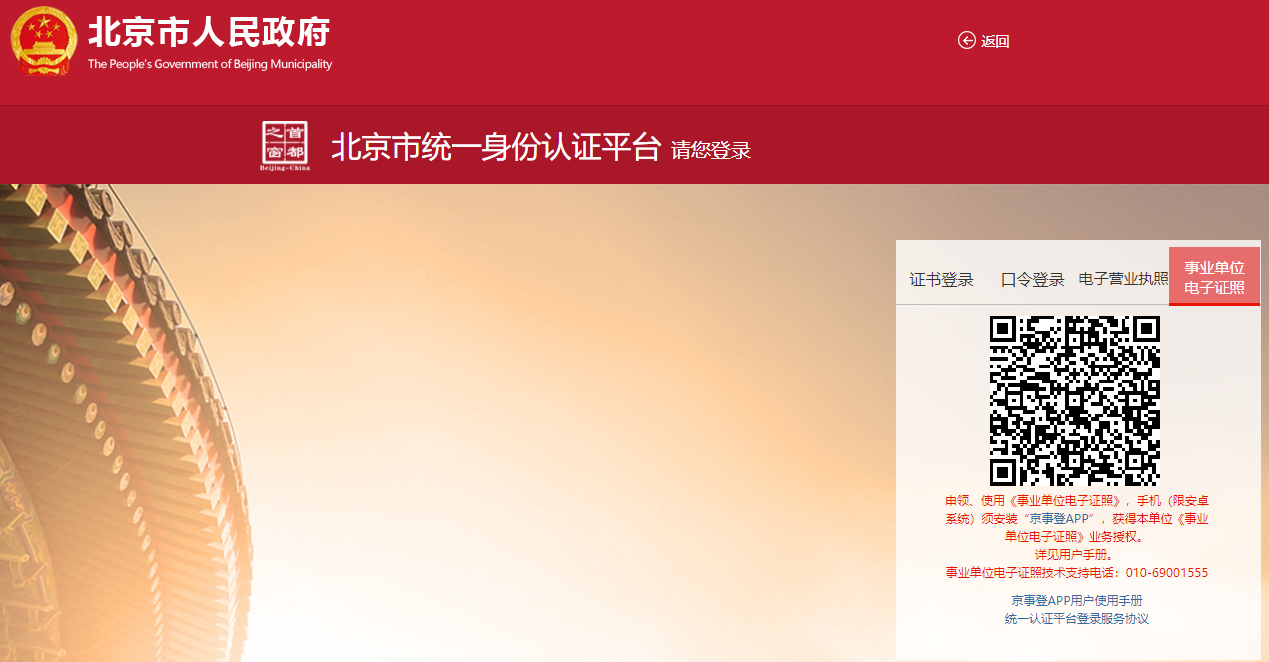 北京市人民政府
The People's Government of Beijing Municipality
返回
首都之窗
Beijing-China
北京市统一身份认证平台 请您登录
证书登录 口令登录 电子营业执照 事业单位
电子证照
申领、使用《事业单位电子证照》，手机（限安卓
系统）须安装“京事登APP”，获得本单位《事业
单位电子证照》业务授权。
详见用户手册。
事业单位电子证照技术支持电话：010-69001555
京事登APP用户使用手册
统一认证平台登录服务协议